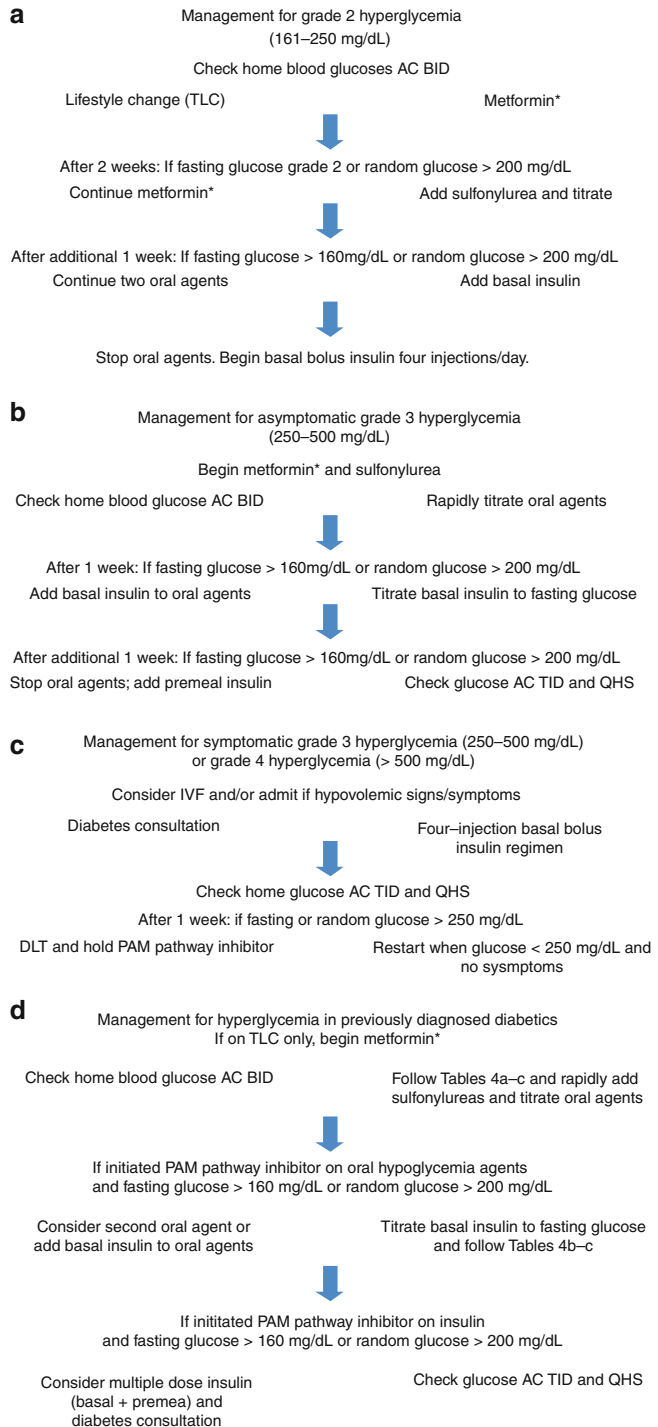 a
Management for grade 2 hyperglycemia
(161–250 mg/dL)
Check home blood glucoses AC BID
Lifestyle change (TLC)
Metformin*
After 2 weeks: If fasting glucose grade 2 or random glucose > 200 mg/dL
Continue metformin*
Add sulfonylurea and titrate
After additional 1 week: If fasting glucose > 160mg/dL or random glucose > 200 mg/dL
Continue two oral agents
Add basal insulin
Stop oral agents. Begin basal bolus insulin four injections/day.
b
Management for asymptomatic grade 3 hyperglycemia
(250–500 mg/dL)
Begin metformin* and sulfonylurea
Check home blood glucose AC BID
Rapidly titrate oral agents
After 1 week: If fasting glucose > 160mg/dL or random glucose > 200 mg/dL
Add basal insulin to oral agents
Titrate basal insulin to fasting glucose
After additional 1 week: If fasting glucose > 160mg/dL or random glucose > 200 mg/dL
Stop oral agents; add premeal insulin
Check glucose AC TID and QHS
c
Management for symptomatic grade 3 hyperglycemia (250–500 mg/dL)
or grade 4 hyperglycemia (> 500 mg/dL)
Consider IVF and/or admit if hypovolemic signs/symptoms
Diabetes consultation
Four–injection basal bolus
insulin regimen
Check home glucose AC TID and QHS
After 1 week: if fasting or random glucose > 250 mg/dL
DLT and hold PAM pathway inhibitor
Restart when glucose < 250 mg/dL and
no sysmptoms
d
Management for hyperglycemia in previously diagnosed diabetics
If on TLC only, begin metformin*
Check home blood glucose AC BID
Follow Tables 4a–c and rapidly add
sulfonylureas and titrate oral agents
If initiated PAM pathway inhibitor on oral hypoglycemia agents
and fasting glucose > 160 mg/dL or random glucose > 200 mg/dL
Consider second oral agent or
add basal insulin to oral agents
Titrate basal insulin to fasting glucose
and follow Tables 4b–c
If inititated PAM pathway inhibitor on insulin
and fasting glucose > 160 mg/dL or random glucose > 200 mg/dL
Consider multiple dose insulin
(basal + premea) and
diabetes consultation
Check glucose AC TID and QHS